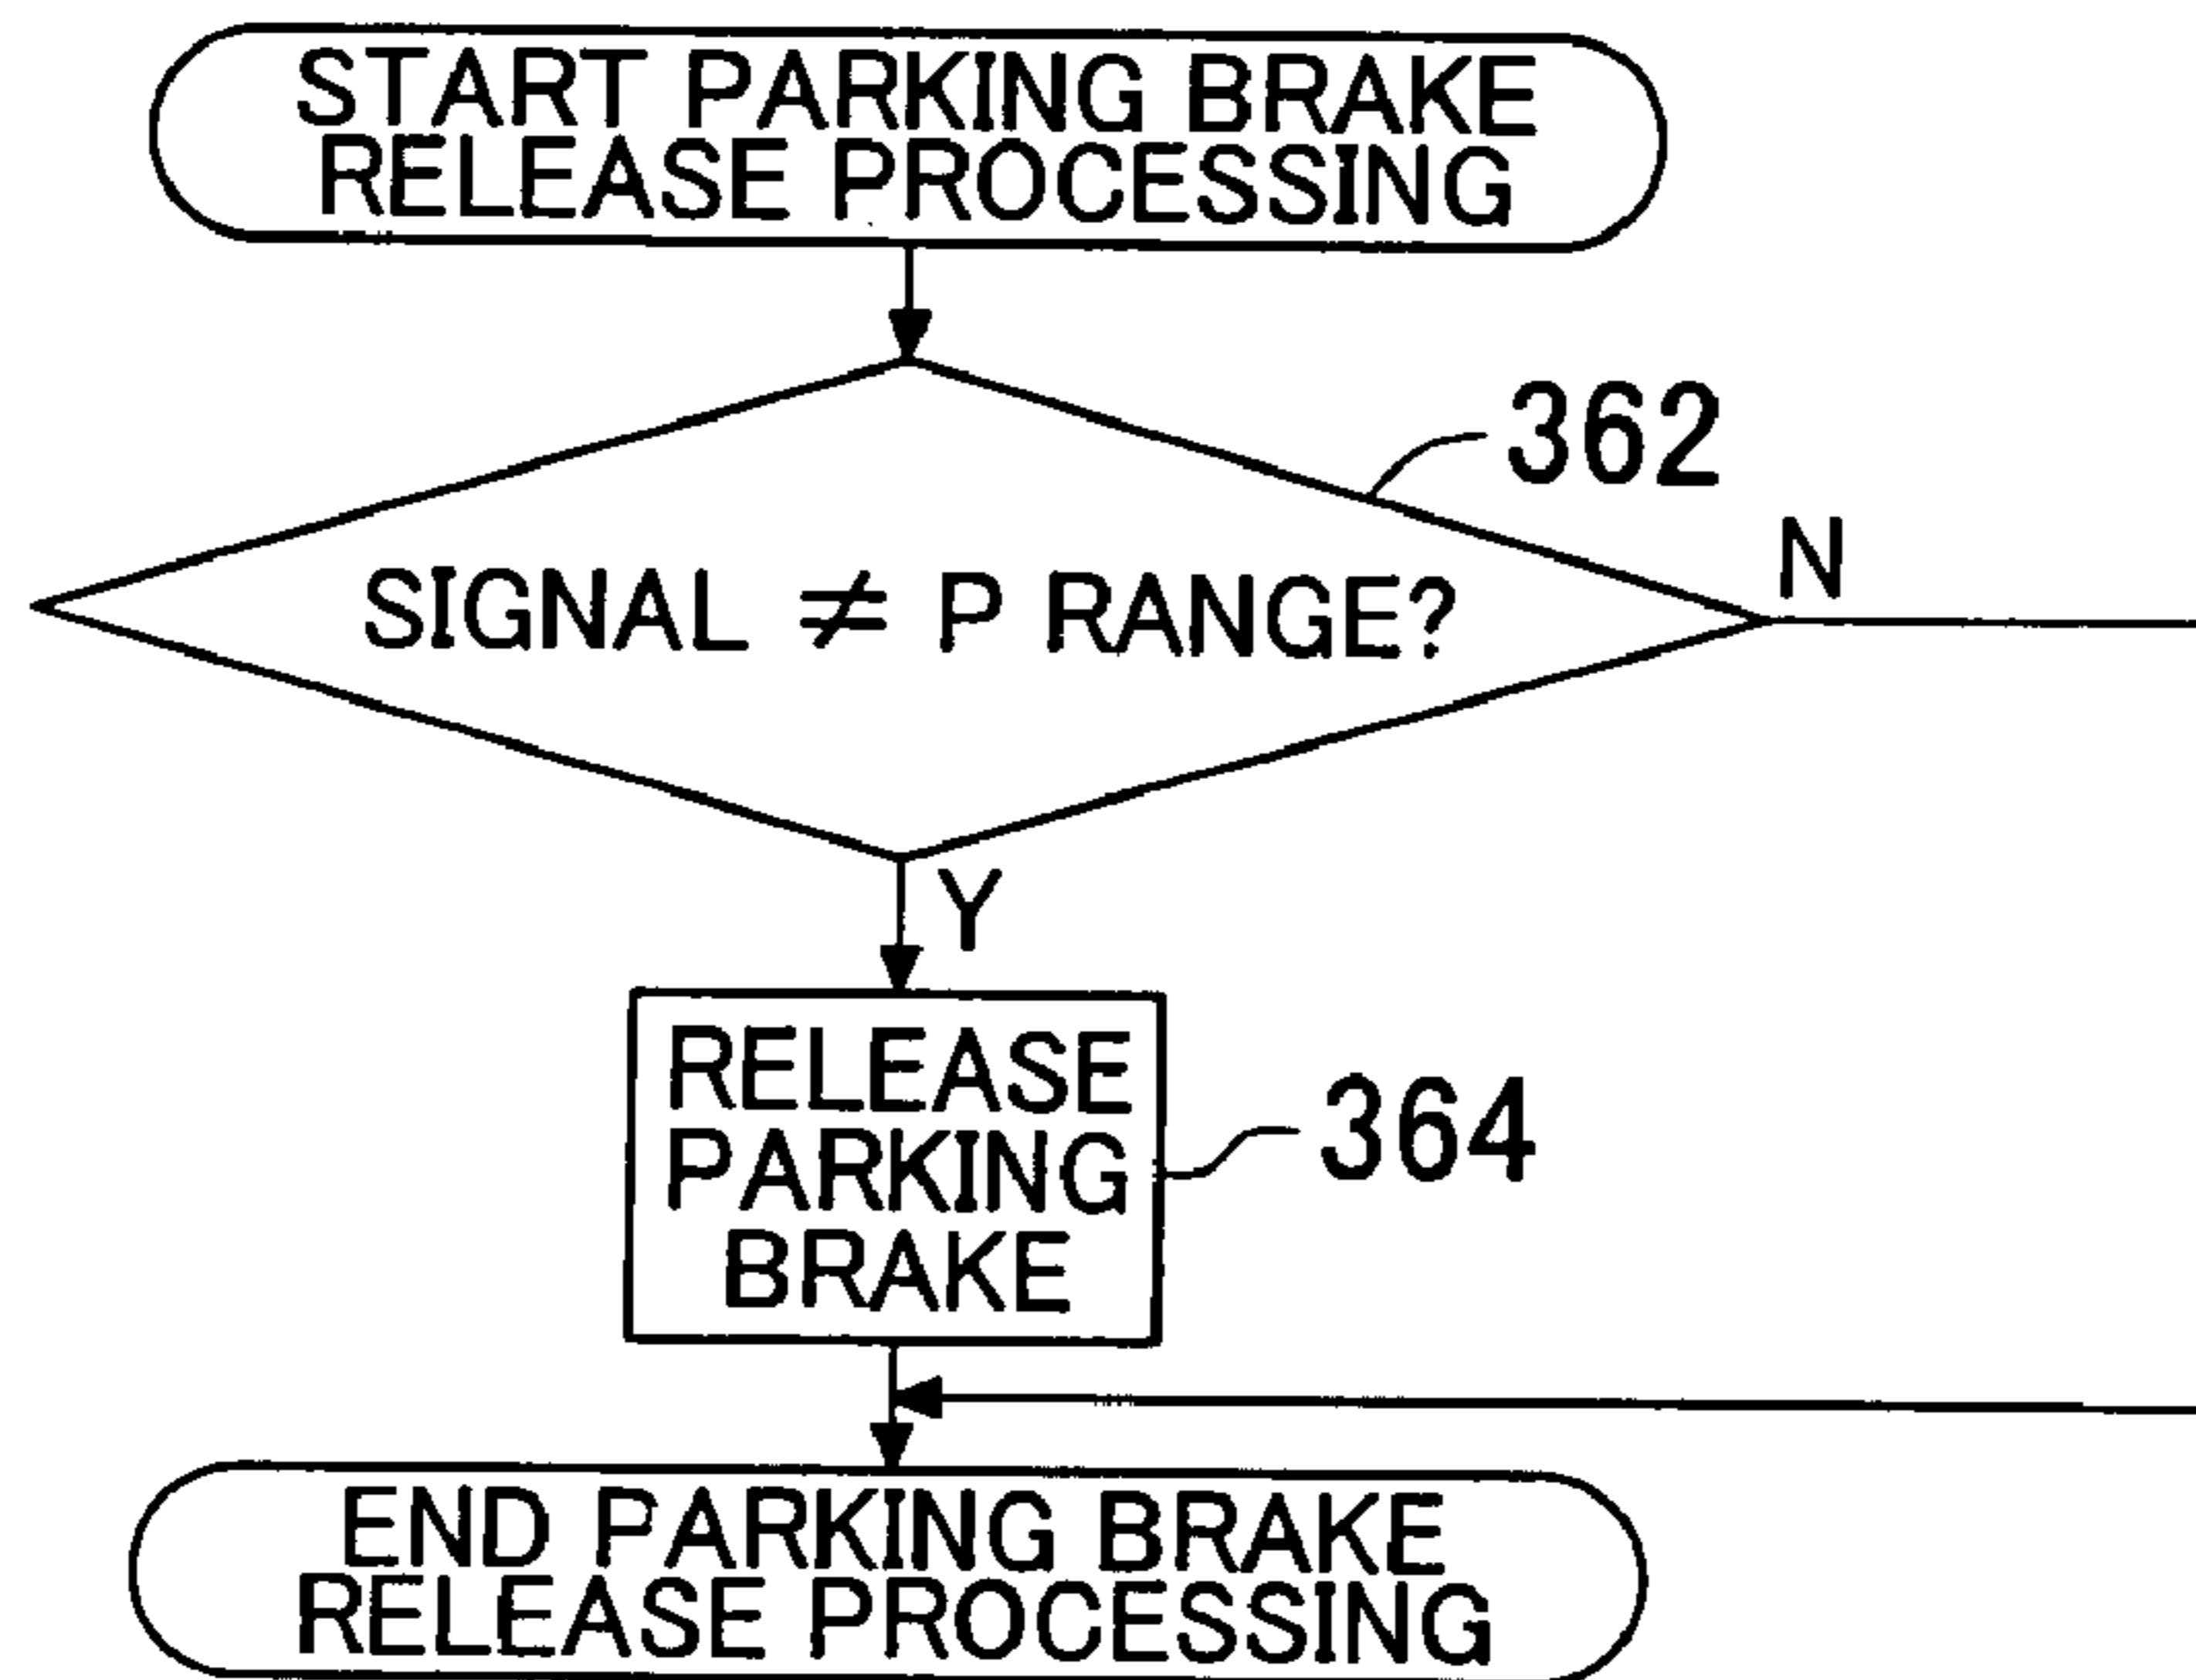 START PARKING BRAKE
RELEASE PROCESSING
362
SIGNAL ≠ P RANGE?
N
Y
RELEASE
PARKING
BRAKE
364
END PARKING BRAKE
RELEASE PROCESSING